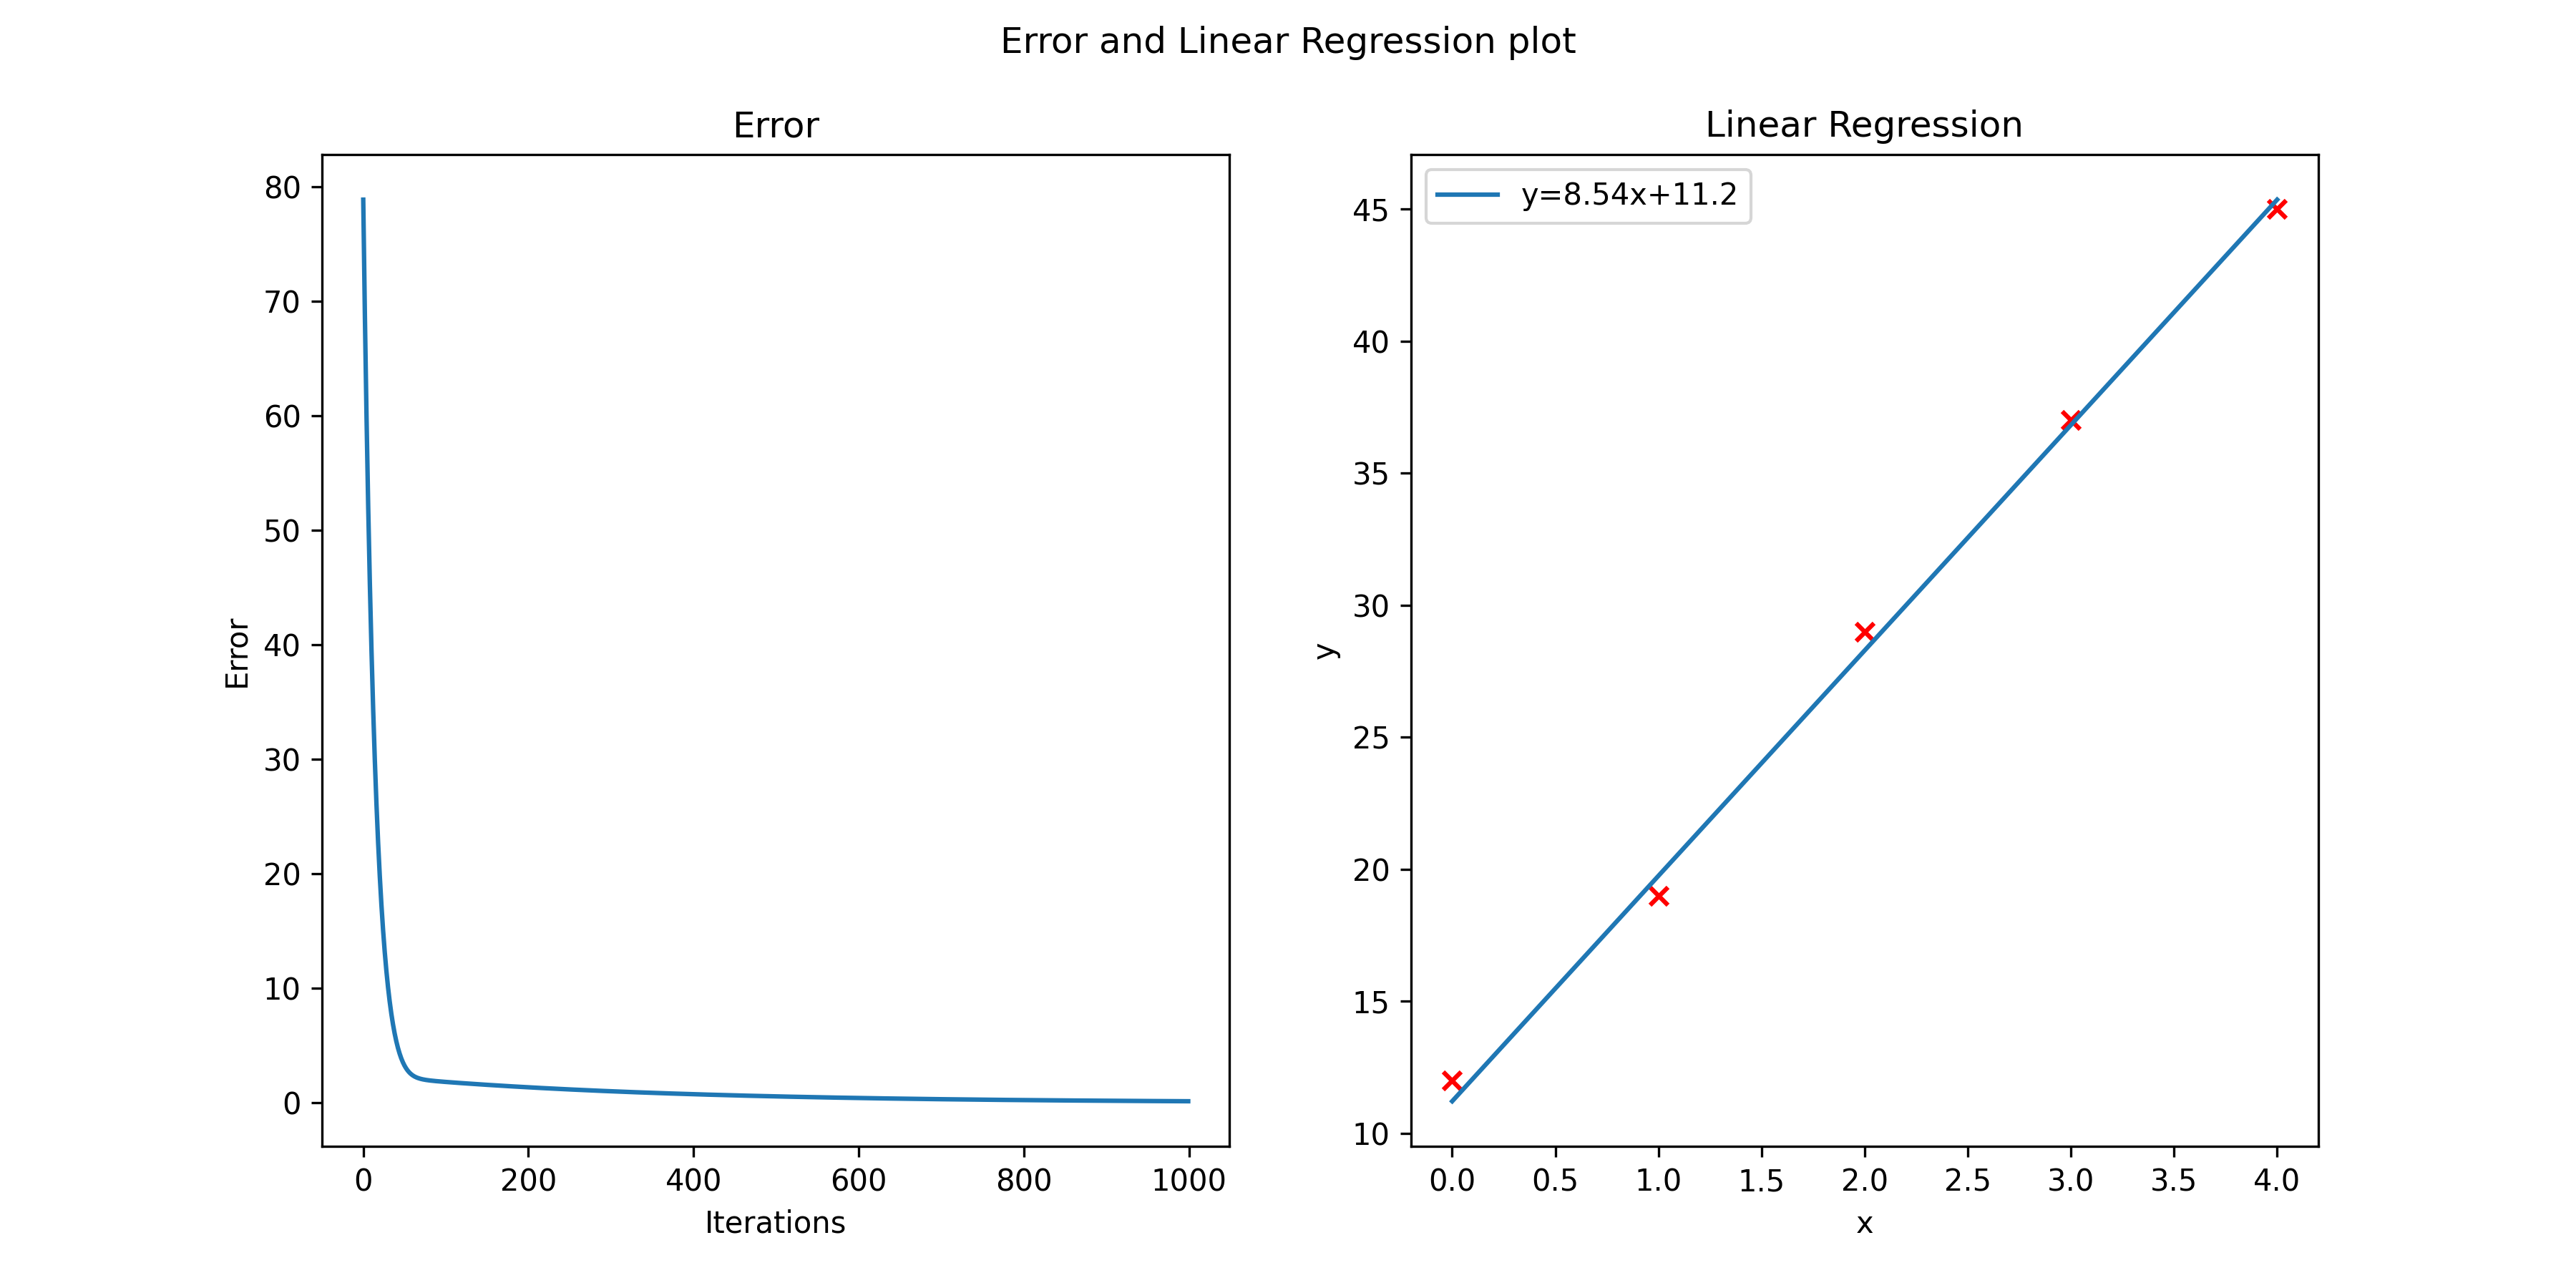 Error and Linear Regression plot
Error
80
70
60
50
40
30
20
10
0
Error
0 200 400 600 800 1000
Iterations
Linear Regression
y=8.54x+11.2
45
40
35
30
25
20
15
10
y
0.0 0.5 1.0 1.5 2.0 2.5 3.0 3.5 4.0
x